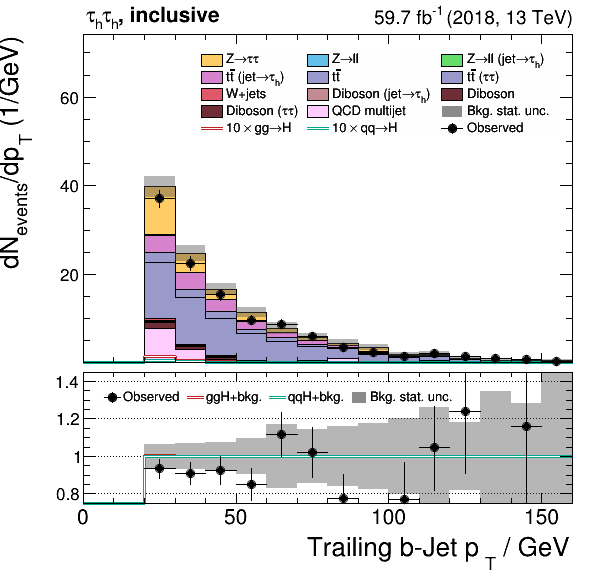 τhτh, inclusive 59.7 fb-1 (2018, 13 TeV)
dNevents/dpT (1/GeV)
60
40
20
Z→ττ Z→ll Z→ll (jet→τh)
tt̄ (jet→τh) tt̄ tt̄ (ττ)
W+jets Diboson (jet→τh) Diboson
Diboson (ττ) QCD multijet Bkg. stat. unc.
10 × gg→H 10 × qq→H Observed
1.4
1.2
1
0.8
Observed ggH+bkg. qqH+bkg. Bkg. stat. unc.
0 50 100 150
Trailing b-Jet pT / GeV